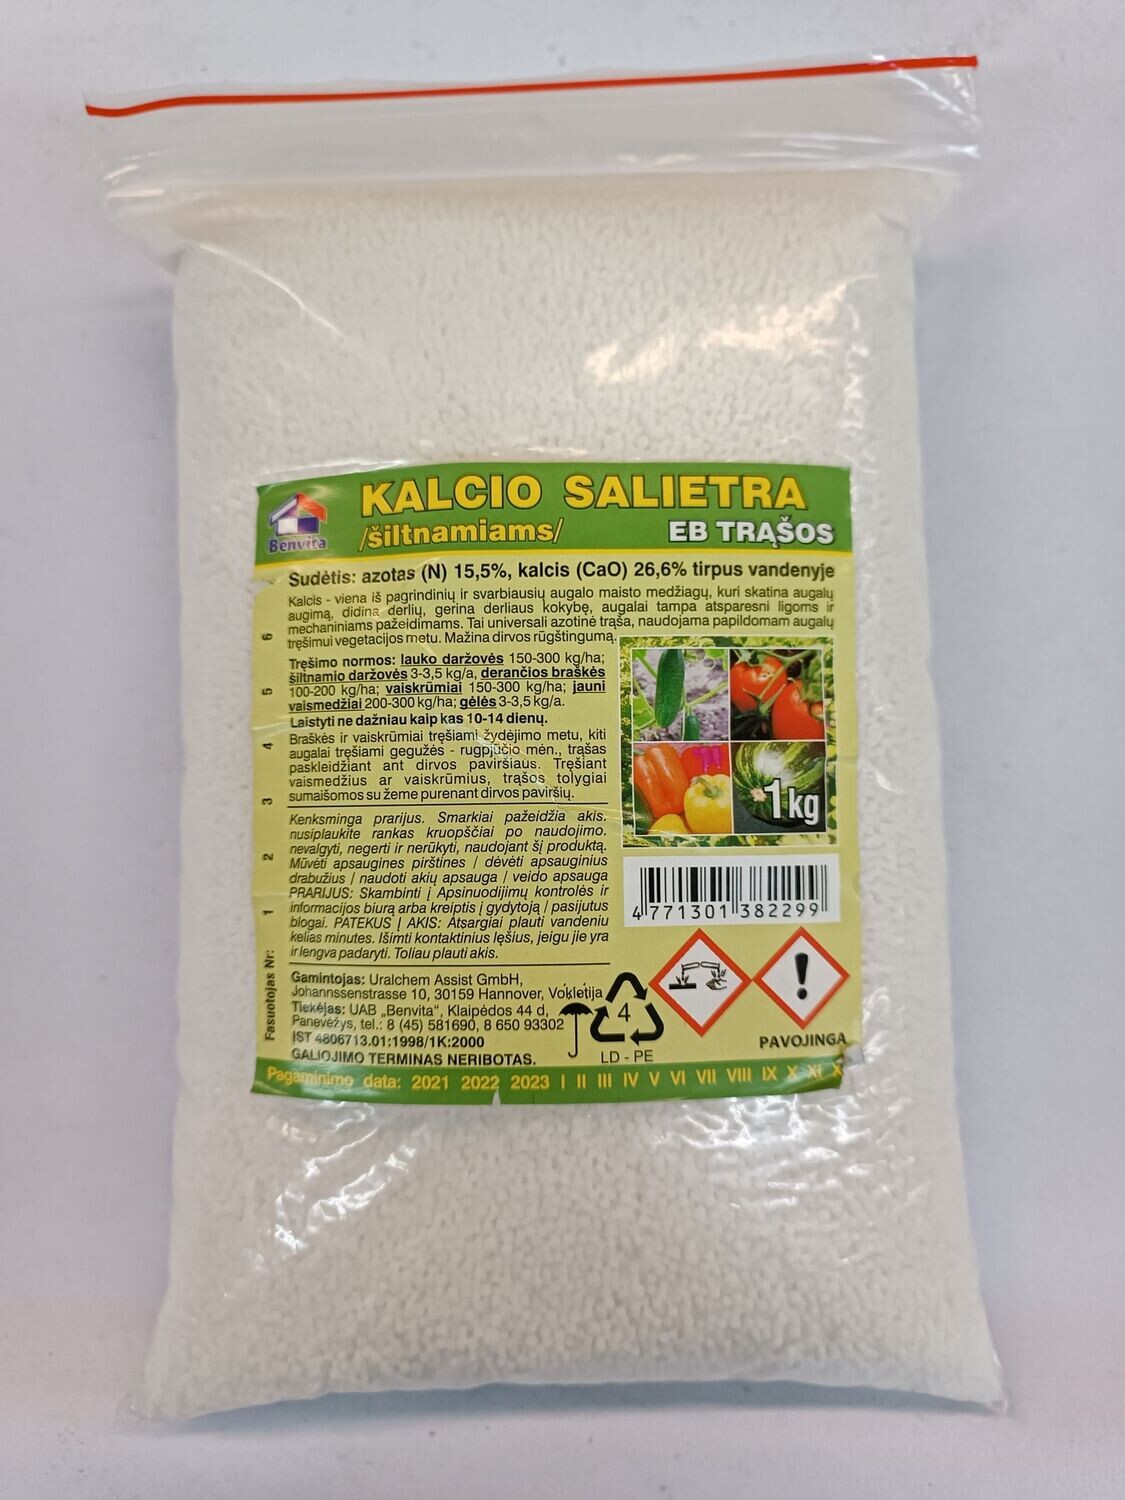 KALCIO SALIETRA
Benvita
/šiltnamiams/ EB TRĄŠOS
Sudėtis: azotas (N) 15,5%, kalcis (CaO) 26,6% tirpus vandenyje
Kalcis - viena iš pagrindinių ir svarbiausių augalo maisto medžiagų, kuri skatina augalų
augimą, didina derlių, gerina derliaus kokybę, augalai tampa atsparesni ligoms ir
mechaniniams pažeidimams. Tai universali azotinė trąša, naudojama papildomam augalų
tręšimui vegetacijos metu. Mažina dirvos rūgštingumą.
Tręšimo normos: lauko daržovės 150-300 kg/ha;
šiltnamio daržovės 3-3,5 kg/a, derančios braškės
100-200 kg/ha; vaiskrūmiai 150-300 kg/ha; jauni
vaismedžiai 200-300 kg/ha; gėlės 3-3,5 kg/a.
Laistyti ne dažniau kaip kas 10-14 dienų.
Braškės ir vaiskrūmiai tręšiami žydėjimo metu, kiti
augalai tręšiami gegužės - rugpjūčio mėn., trąšas
paskleidžiant ant dirvos paviršiaus. Tręšiant
vaismedžius ar vaiskrūmius, trąšos tolygiai
sumaišomos su žeme purenant dirvos paviršių.
1kg
Kenksminga prarijus. Smarkiai pažeidžia akis.
nusiplaukite rankas kruopščiai po naudojimo.
nevalgyti, negerti ir nerūkyti, naudojant šį produktą.
Mūvėti apsaugines pirštines / dėvėti apsauginius
drabužius / naudoti akių apsauga / veido apsauga
PRARIJUS: Skambinti į Apsinuodijimų kontrolės ir
informacijos biurą arba kreiptis į gydytoją / pasijutus
blogai. PATEKUS Į AKIS: Atsargiai plauti vandeniu
kelias minutes. Išimti kontaktinius lęšius, jeigu jie yra
ir lengva padaryti. Toliau plauti akis.
4 771301 382299
Gamintojas: Uralchem Assist GmbH,
Johannssenstrasse 10, 30159 Hannover, Vokietija
Tiekėjas: UAB „Benvita“, Klaipėdos 44 d,
Panevėžys, tel.: 8 (45) 581690, 8 650 93302
IST 4806713.01:1998/1K:2000
GALIOJIMO TERMINAS NERIBOTAS.
4
LD - PE
PAVOJINGA
Fasuotojas Nr: 1 2 3 4 5 6
Pagaminimo data: 2021 2022 2023 I II III IV V VI VII VIII IX X XI X